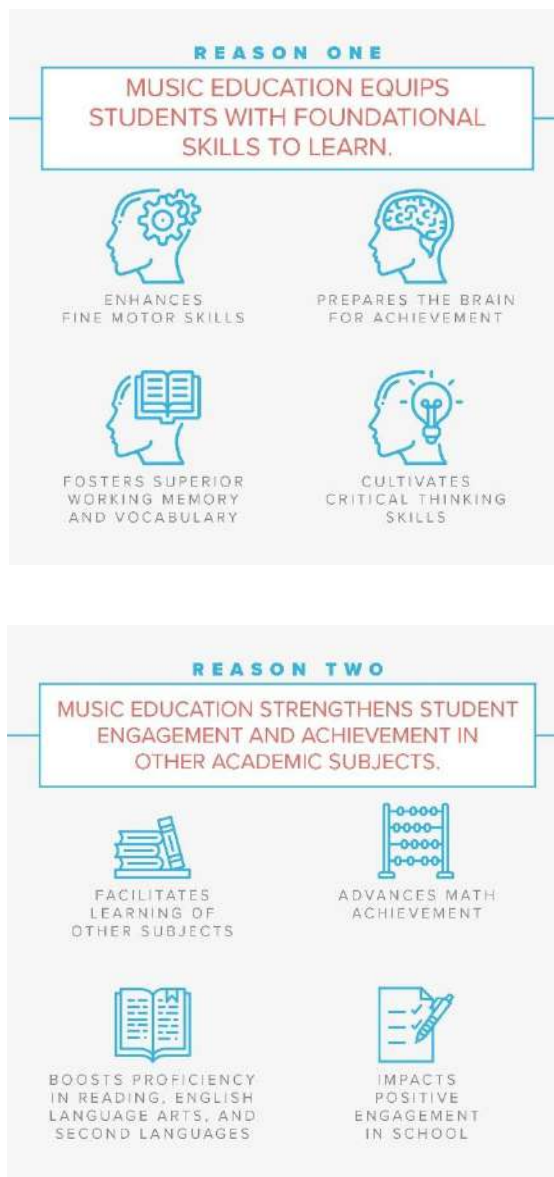 REASON ONE
MUSIC EDUCATION EQUIPS
STUDENTS WITH FOUNDATIONAL
SKILLS TO LEARN.
ENHANCES
FINE MOTOR SKILLS
PREPARES THE BRAIN
FOR ACHIEVEMENT
FOSTERS SUPERIOR
WORKING MEMORY
AND VOCABULARY
CULTIVATES
CRITICAL THINKING
SKILLS
REASON TWO
MUSIC EDUCATION STRENGTHENS STUDENT
ENGAGEMENT AND ACHIEVEMENT IN
OTHER ACADEMIC SUBJECTS.
FACILITATES
LEARNING OF
OTHER SUBJECTS
ADVANCES MATH
ACHIEVEMENT
BOOSTS PROFICIENCY
IN READING, ENGLISH
LANGUAGE ARTS, AND
SECOND LANGUAGES
IMPACTS
POSITIVE
ENGAGEMENT
IN SCHOOL